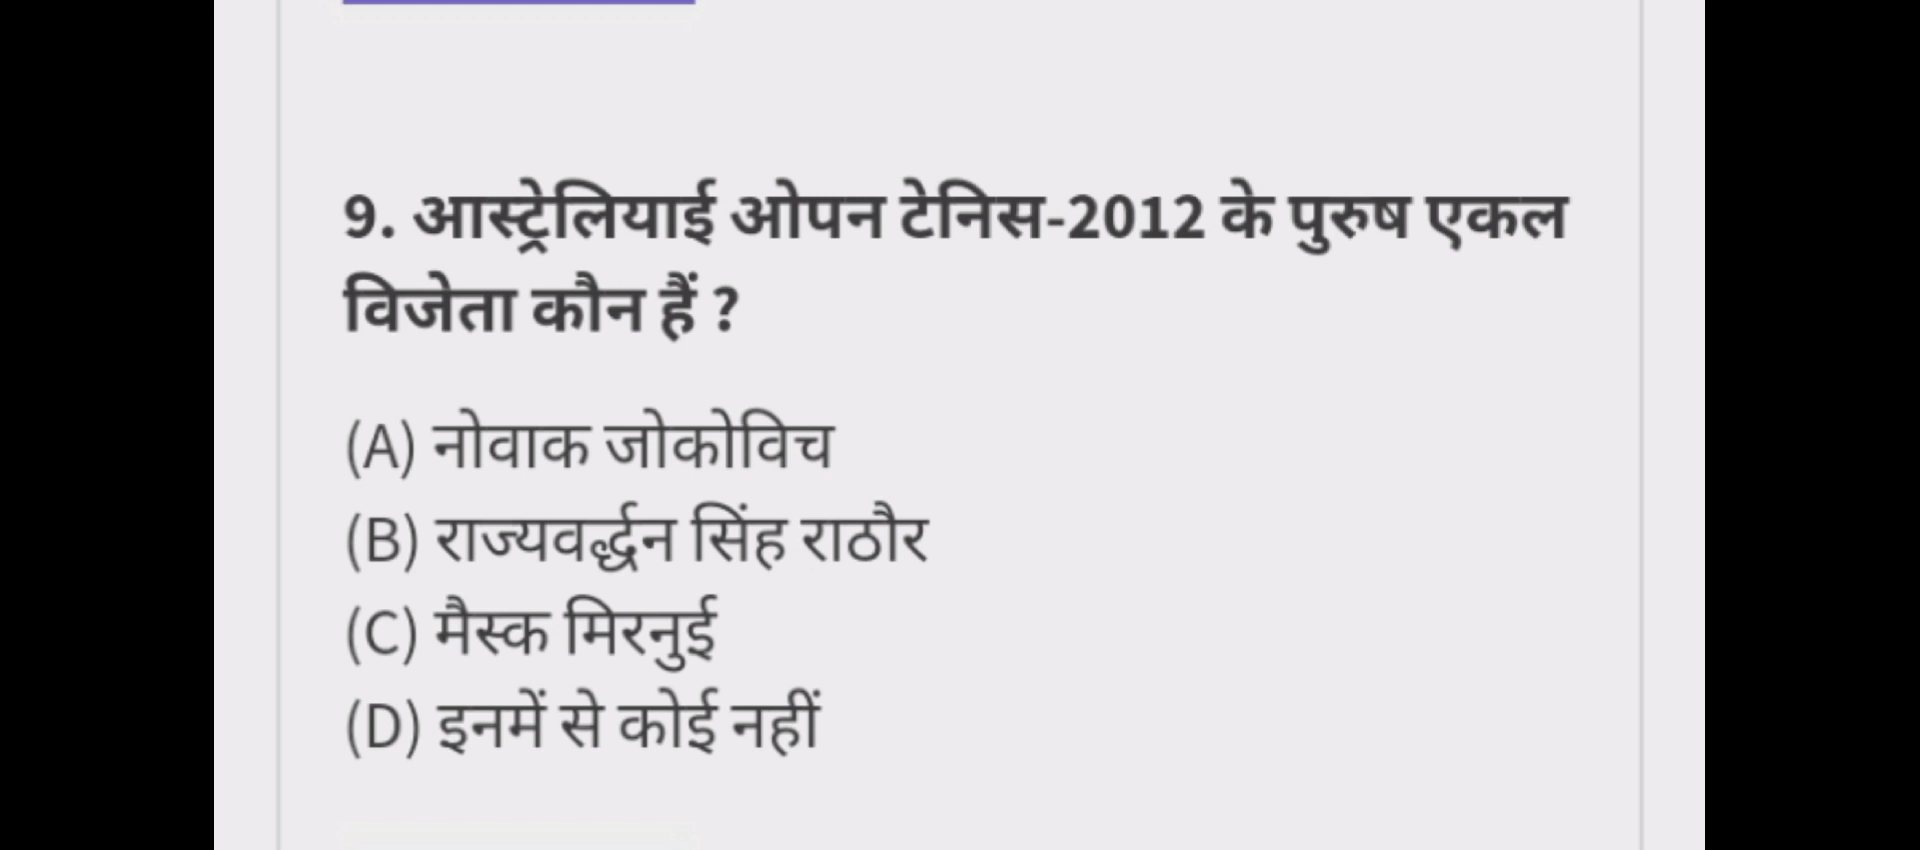 9. आस्ट्रेलियाई ओपन टेनिस-2012 के पुरुष एकल
विजेता कौन हैं ?
(A) नोवाक जोकोविच
(B) राज्यवर्द्धन सिंह राठौर
(C) मैस्क मिरनुई
(D) इनमें से कोई नहीं